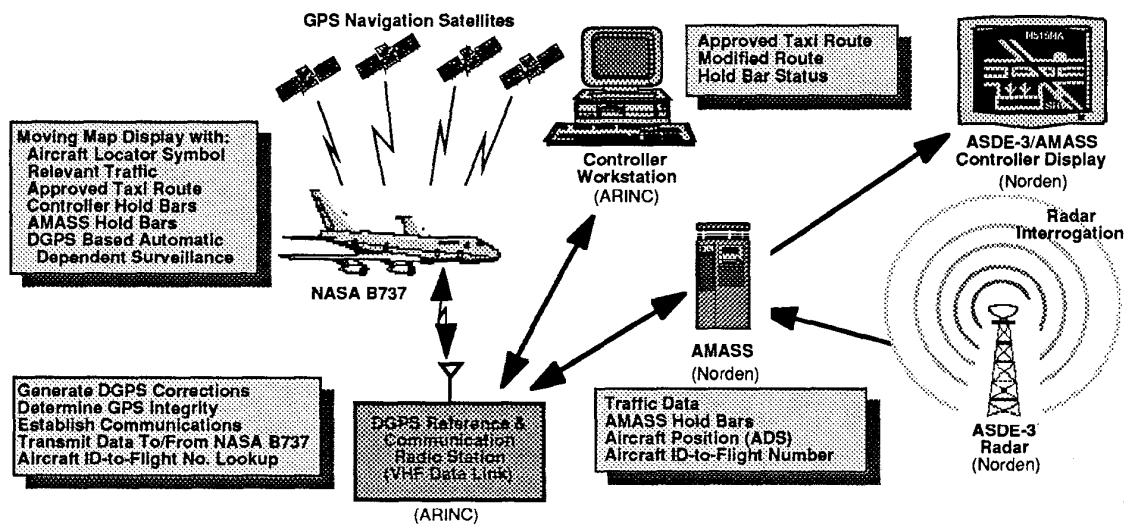 GPS Navigation Satellites
Approved Taxi Route
Modified Route
Hold Bar Status
Moving Map Display with:
Aircraft Locator Symbol
Relevant Traffic
Approved Taxi Route
Controller Hold Bars
AMASS Hold Bars
DGPS Based Automatic
Dependent Surveillance
NASA B737
Controller
Workstation
(ARINC)
ASDE-3/AMASS
Controller Display
(Norden)
Radar
Interrogation
AMASS
(Norden)
ASDE-3
Radar
(Norden)
Generate DGPS Corrections
Determine GPS Integrity
Establish Communications
Transmit Data To/From NASA B737
Aircraft ID-to-Flight No. Lookup
DGPS Reference &
Communication
Radio Station
(VHF Data Link)
(ARINC)
Traffic Data
AMASS Hold Bars
Aircraft Position (ADS)
Aircraft ID-to-Flight Number